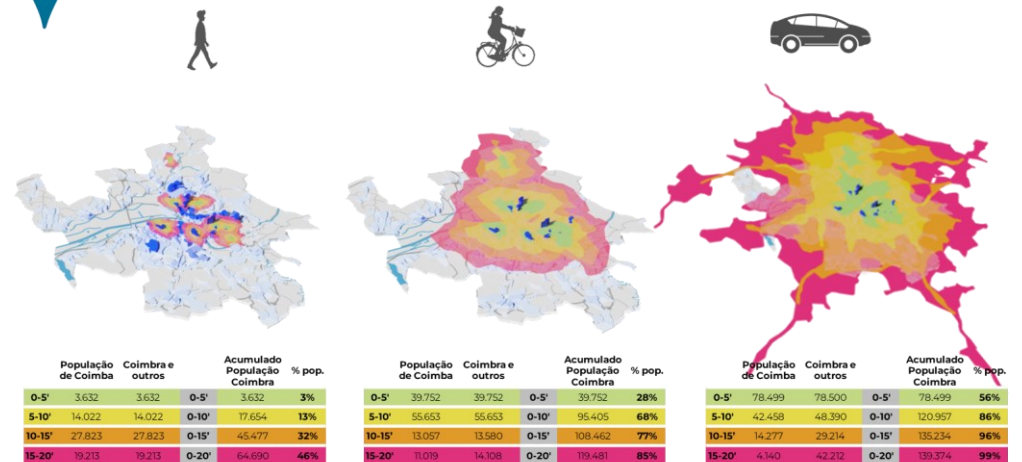 População de Coimba Coimbra e outros Acumulado População Coimbra % pop.
0-5' 3.632 3.632 0-5' 3.632 3%
5-10' 14.022 14.022 0-10' 17.654 13%
10-15' 27.823 27.823 0-15' 45.477 32%
15-20' 19.213 19.213 0-20' 64.690 46%
População de Coimba Coimbra e outros Acumulado População Coimbra % pop.
0-5' 39.752 39.752 0-5' 39.752 28%
5-10' 55.653 55.653 0-10' 95.405 68%
10-15' 13.057 13.580 0-15' 108.462 77%
15-20' 11.019 14.108 0-20' 119.481 85%
População de Coimba Coimbra e outros Acumulado População Coimbra % pop.
0-5' 78.499 78.500 0-5' 78.499 56%
5-10' 42.458 48.390 0-10' 120.957 86%
10-15' 14.277 29.214 0-15' 135.234 96%
15-20' 4.140 42.212 0-20' 139.374 99%